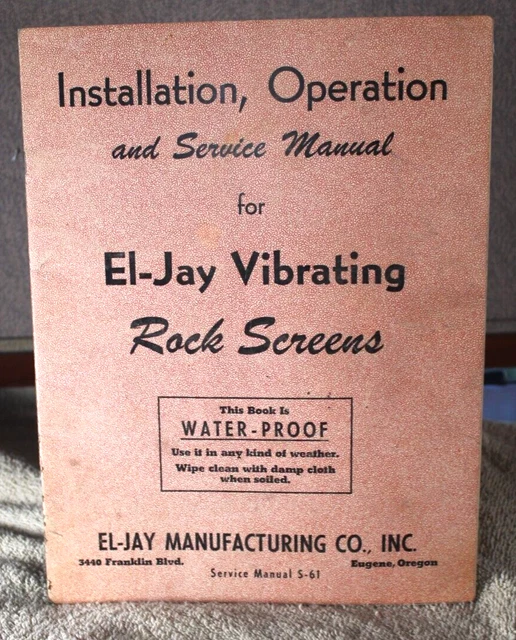 Installation, Operation
and Service Manual
for
El-Jay Vibrating
Rock Screens
This Book Is
WATER-PROOF
Use it in any kind of weather.
Wipe clean with damp cloth
when soiled.
EL-JAY MANUFACTURING CO., INC.
3440 Franklin Blvd. Eugene, Oregon
Service Manual S-61